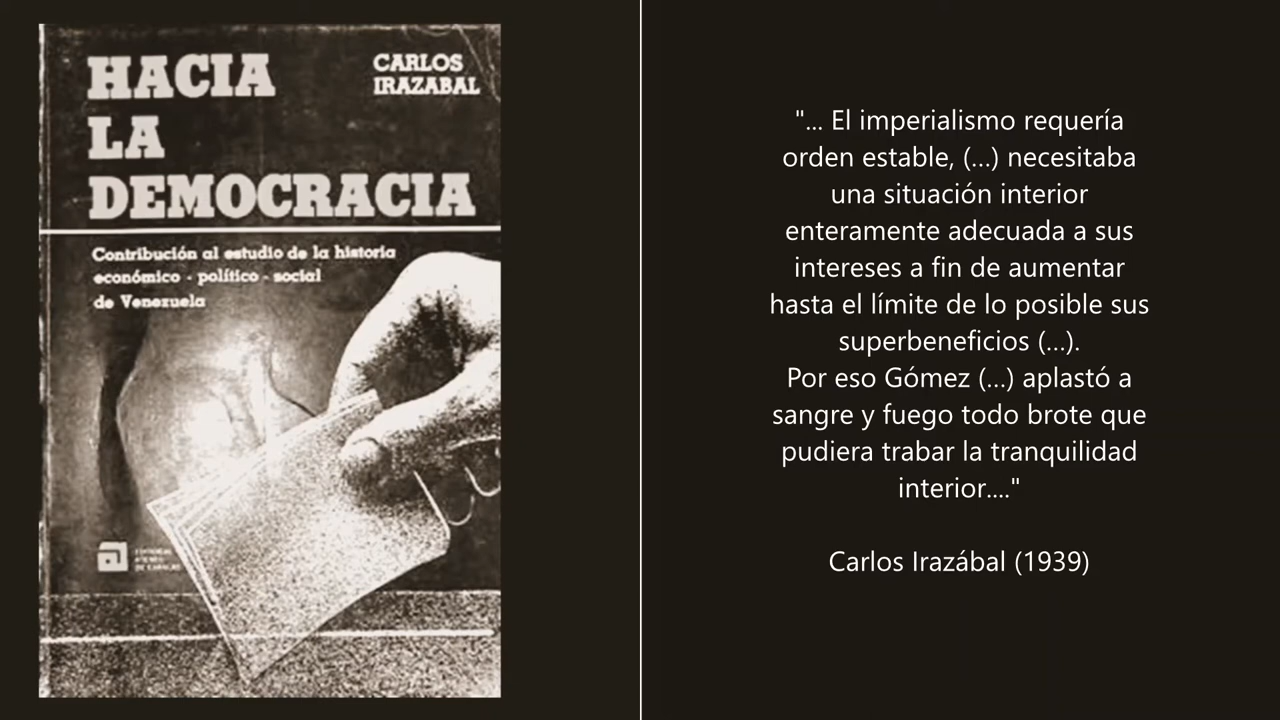 HACIA
LA
DEMOCRACIA
CARLOS
IRAZABAL
Contribución al estudio de la historia
económico - político - social
de Venezuela
"... El imperialismo requería
orden estable, (...) necesitaba
una situación interior
enteramente adecuada a sus
intereses a fin de aumentar
hasta el límite de lo posible sus
superbeneficios (...).
Por eso Gómez (...) aplastó a
sangre y fuego todo brote que
pudiera trabar la tranquilidad
interior...."
Carlos Irazábal (1939)